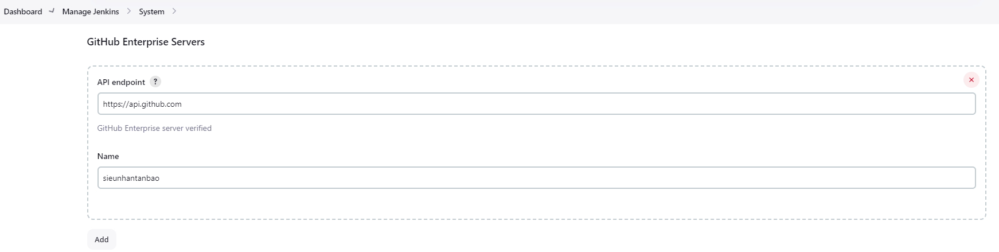 Dashboard Manage Jenkins System
GitHub Enterprise Servers
API endpoint ?
https://api.github.com
GitHub Enterprise server verified
Name
sieunhantanbao
Add